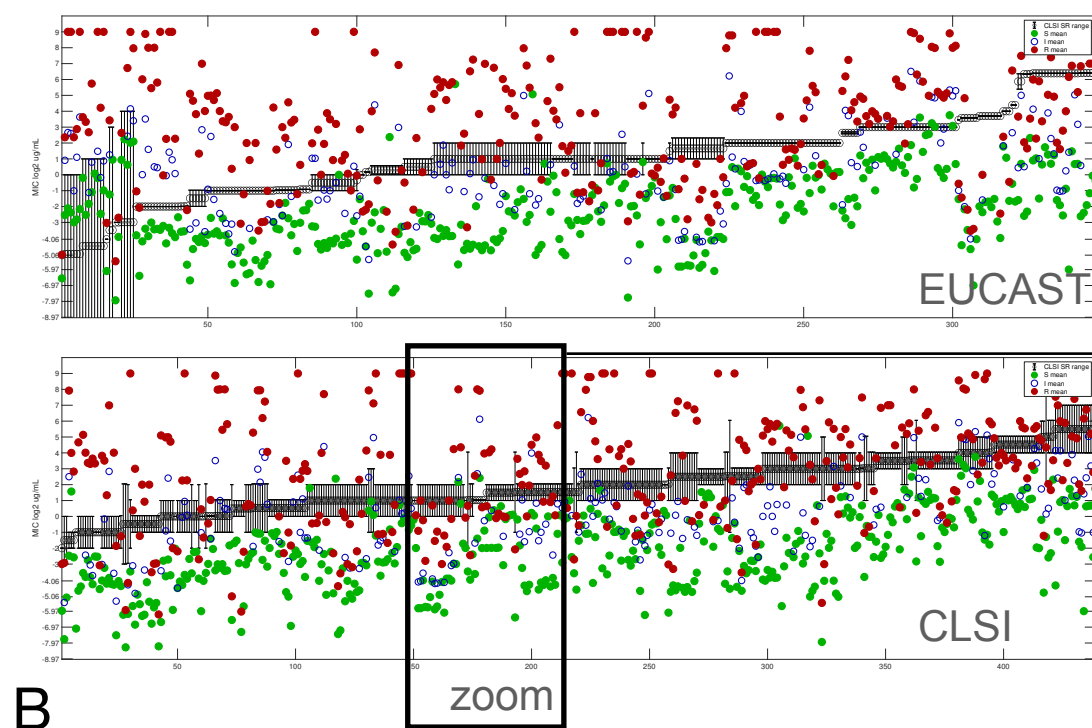 9
8
7
6
5
4
3
2
1
0
-1
-2
-3
-4.06
-5.06
-5.97
-6.97
-7.97
-8.97
MIC log2 ug/mL
CLSI SR range
S mean
I mean
R mean
EUCAST
50 100 150 200 250 300
9
8
7
6
5
4
3
2
1
0
-1
-2
-3
-4.06
-5.06
-5.97
-6.97
-7.97
-8.97
MIC log2 ug/mL
CLSI SR range
S mean
I mean
R mean
CLSI
50 100 150 200 250 300 350 400
zoom
B